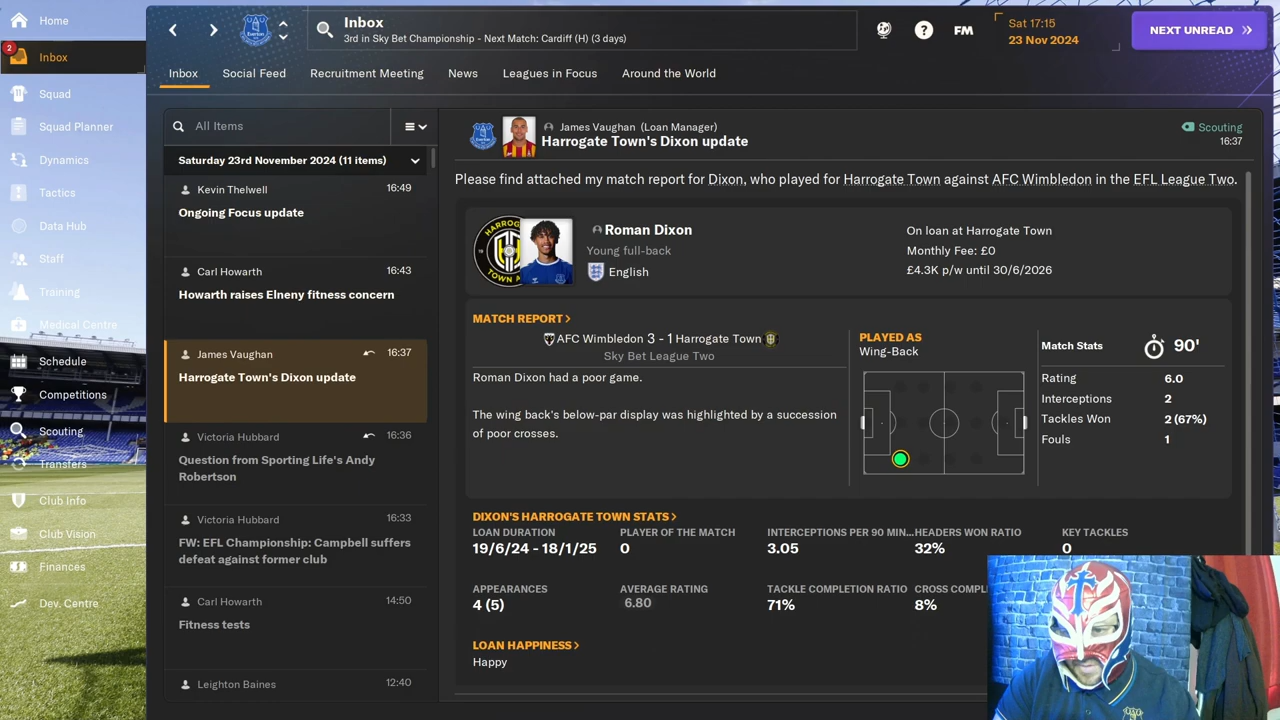 Home
2
Inbox
Squad
Squad Planner
Dynamics
Tactics
Data Hub
Staff
Training
Medical Centre
Schedule
Competitions
Scouting
Transfers
Club Info
Club Vision
Finances
Dev. Centre
Inbox
3rd in Sky Bet Championship - Next Match: Cardiff (H) (3 days)
?
FM
Sat 17:15
23 Nov 2024
NEXT UNREAD
Inbox
Social Feed
Recruitment Meeting
News
Leagues in Focus
Around the World
All Items
Saturday 23rd November 2024 (11 items)
Kevin Thelwell 16:49
Ongoing Focus update
Carl Howarth 16:43
Howarth raises Elneny fitness concern
James Vaughan 16:37
Harrogate Town's Dixon update
Victoria Hubbard 16:36
Question from Sporting Life's Andy
Robertson
Victoria Hubbard 16:33
FW: EFL Championship: Campbell suffers
defeat against former club
Carl Howarth 14:50
Fitness tests
Leighton Baines 12:40
James Vaughan (Loan Manager)
Harrogate Town's Dixon update
Scouting
16:37
Please find attached my match report for Dixon, who played for Harrogate Town against AFC Wimbledon in the EFL League Two.
Roman Dixon
Young full-back
English
On loan at Harrogate Town
Monthly Fee: £0
£4.3K p/w until 30/6/2026
MATCH REPORT >
AFC Wimbledon 3 - 1 Harrogate Town
Sky Bet League Two
Roman Dixon had a poor game.
The wing back's below-par display was highlighted by a succession
of poor crosses.
PLAYED AS
Wing-Back
Match Stats 90'
Rating 6.0
Interceptions 2
Tackles Won 2 (67%)
Fouls 1
DIXON'S HARROGATE TOWN STATS >
LOAN DURATION
19/6/24 - 18/1/25
PLAYER OF THE MATCH
0
INTERCEPTIONS PER 90 MIN...
3.05
HEADERS WON RATIO
32%
KEY TACKLES
0
APPEARANCES
4 (5)
AVERAGE RATING
6.80
TACKLE COMPLETION RATIO
71%
CROSS COMPL
8%
LOAN HAPPINESS >
Happy